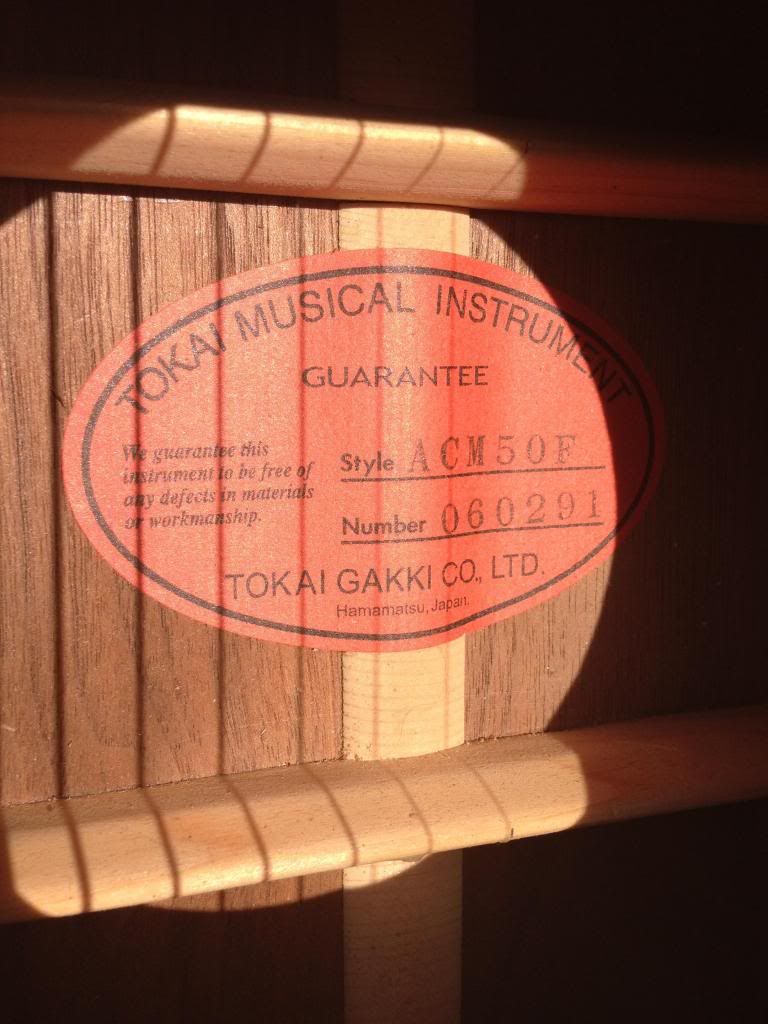 TOKAI MUSICAL INSTRUMENT
GUARANTEE
We guarantee this
instrument to be free of
any defects in materials
or workmanship.
Style ACM50F
Number 060291
TOKAI GAKKI CO., LTD.
Hamamatsu, Japan.